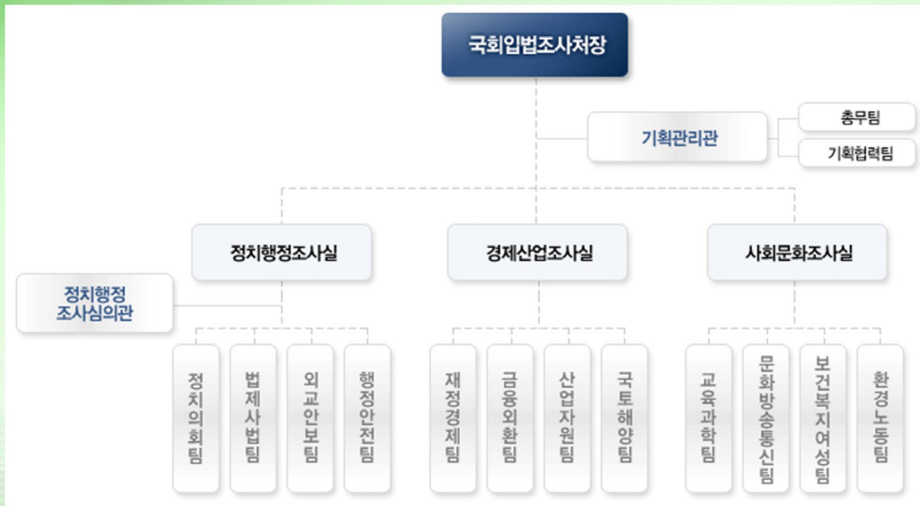 국회입법조사처장
기획관리관
총무팀
기획협력팀
정치행정조사실
경제산업조사실
사회문화조사실
정치행정
조사심의관
정치의회팀
법제사법팀
외교안보팀
행정안전팀
재정경제팀
금융외환팀
산업자원팀
국토해양팀
교육과학팀
문화방송통신팀
보건복지여성팀
환경노동팀